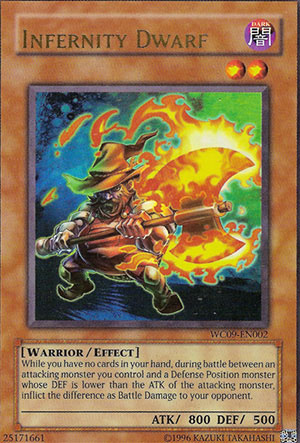 INFERNITY DWARF
DARK
闇
WC09-EN002
[WARRIOR / EFFECT]
While you have no cards in your hand, during battle between an
attacking monster you control and a Defense Position monster
whose DEF is lower than the ATK of the attacking monster,
inflict the difference as Battle Damage to your opponent.
ATK/ 800 DEF/ 500
25171661
©1996 KAZUKI TAKAHASHI